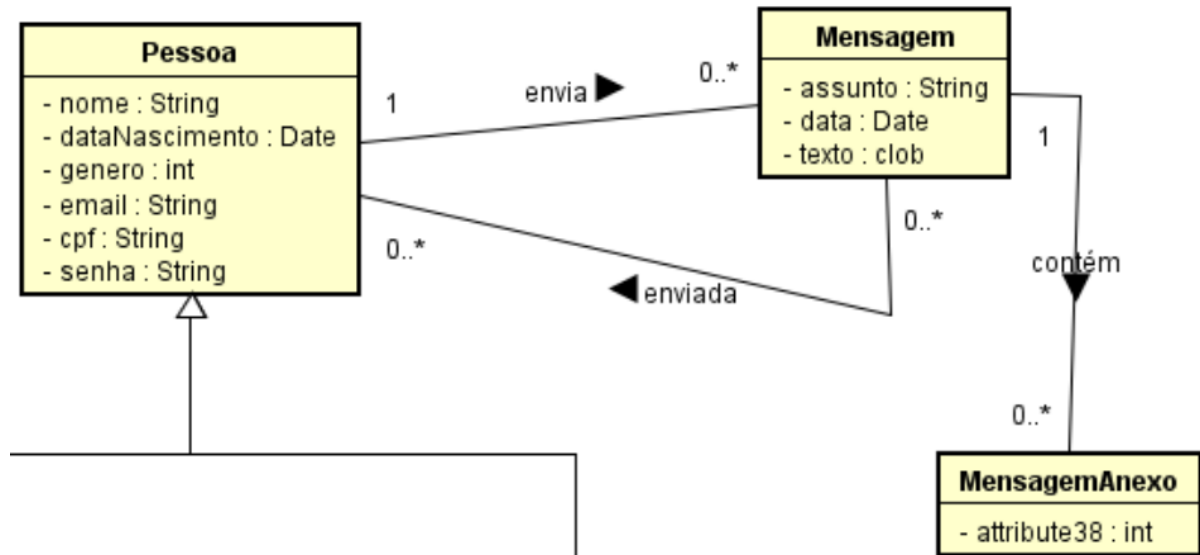 Pessoa
- nome : String
- dataNascimento : Date
- genero : int
- email : String
- cpf : String
- senha : String
1
envia
0..*
Mensagem
- assunto : String
- data : Date
- texto : clob
1
0..*
0..*
enviada
contém
0..*
MensagemAnexo
- attribute38 : int